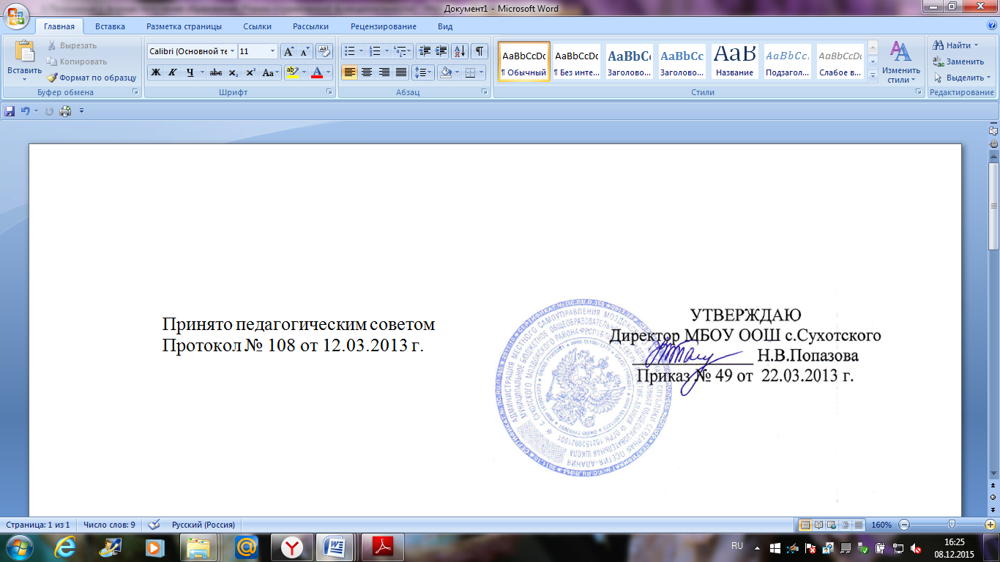 Документ1 - Microsoft Word
Главная Вставка Разметка страницы Ссылки Рассылки Рецензирование Вид
Вставить
Вырезать
Копировать
Формат по образцу
Буфер обмена
Calibri (Основной те 11
Ж К Ч abc x₂ x² Aa
Шрифт
Абзац
AaBbCcDc AaBbCcDc AaBbCc AaBbCc AaB AaBbCc. AaBbCcDc
¶ Обычный ¶ Без инте... Заголово... Заголово... Название Подзагол... Слабое в...
Изменить стили
Стили
Найти
Заменить
Выделить
Редактирование
Принято педагогическим советом
Протокол № 108 от 12.03.2013 г.
УТВЕРЖДАЮ
Директор МБОУ ООШ с.Сухотского
Н.В.Попазова
Приказ № 49 от 22.03.2013 г.
Страница: 1 из 1 Число слов: 9 Русский (Россия) 160%
RU 16:25
08.12.2015